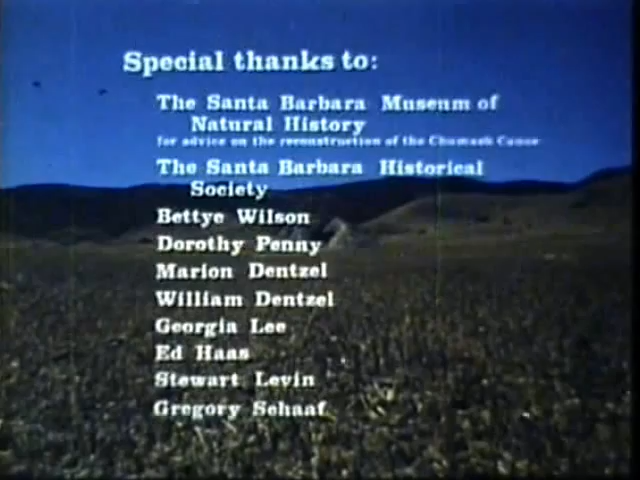 Special thanks to:
The Santa Barbara Museum of
Natural History
for advice on the reconstruction of the Chumash Canoe
The Santa Barbara Historical
Society
Bettye Wilson
Dorothy Penny
Marion Dentzel
William Dentzel
Georgia Lee
Ed Haas
Stewart Levin
Gregory Schaaf